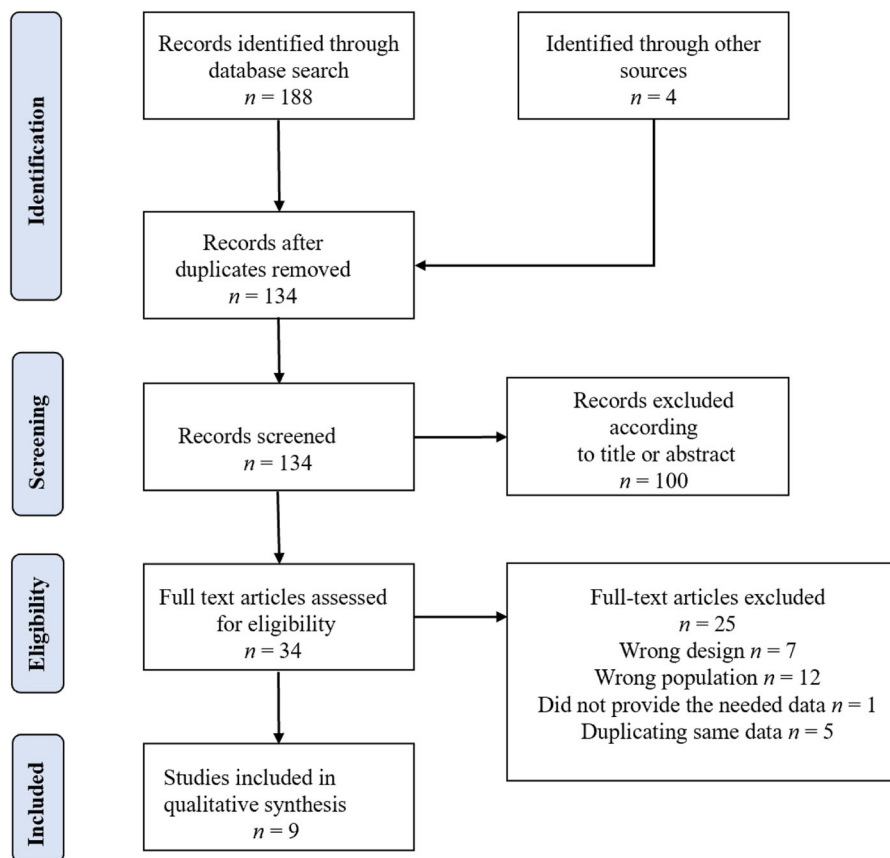 Identification
Records identified through
database search
n = 188
Identified through other
sources
n = 4
Records after
duplicates removed
n = 134
Screening
Records screened
n = 134
Records excluded
according
to title or abstract
n = 100
Eligibility
Full text articles assessed
for eligibility
n = 34
Full-text articles excluded
n = 25
Wrong design n = 7
Wrong population n = 12
Did not provide the needed data n = 1
Duplicating same data n = 5
Included
Studies included in
qualitative synthesis
n = 9